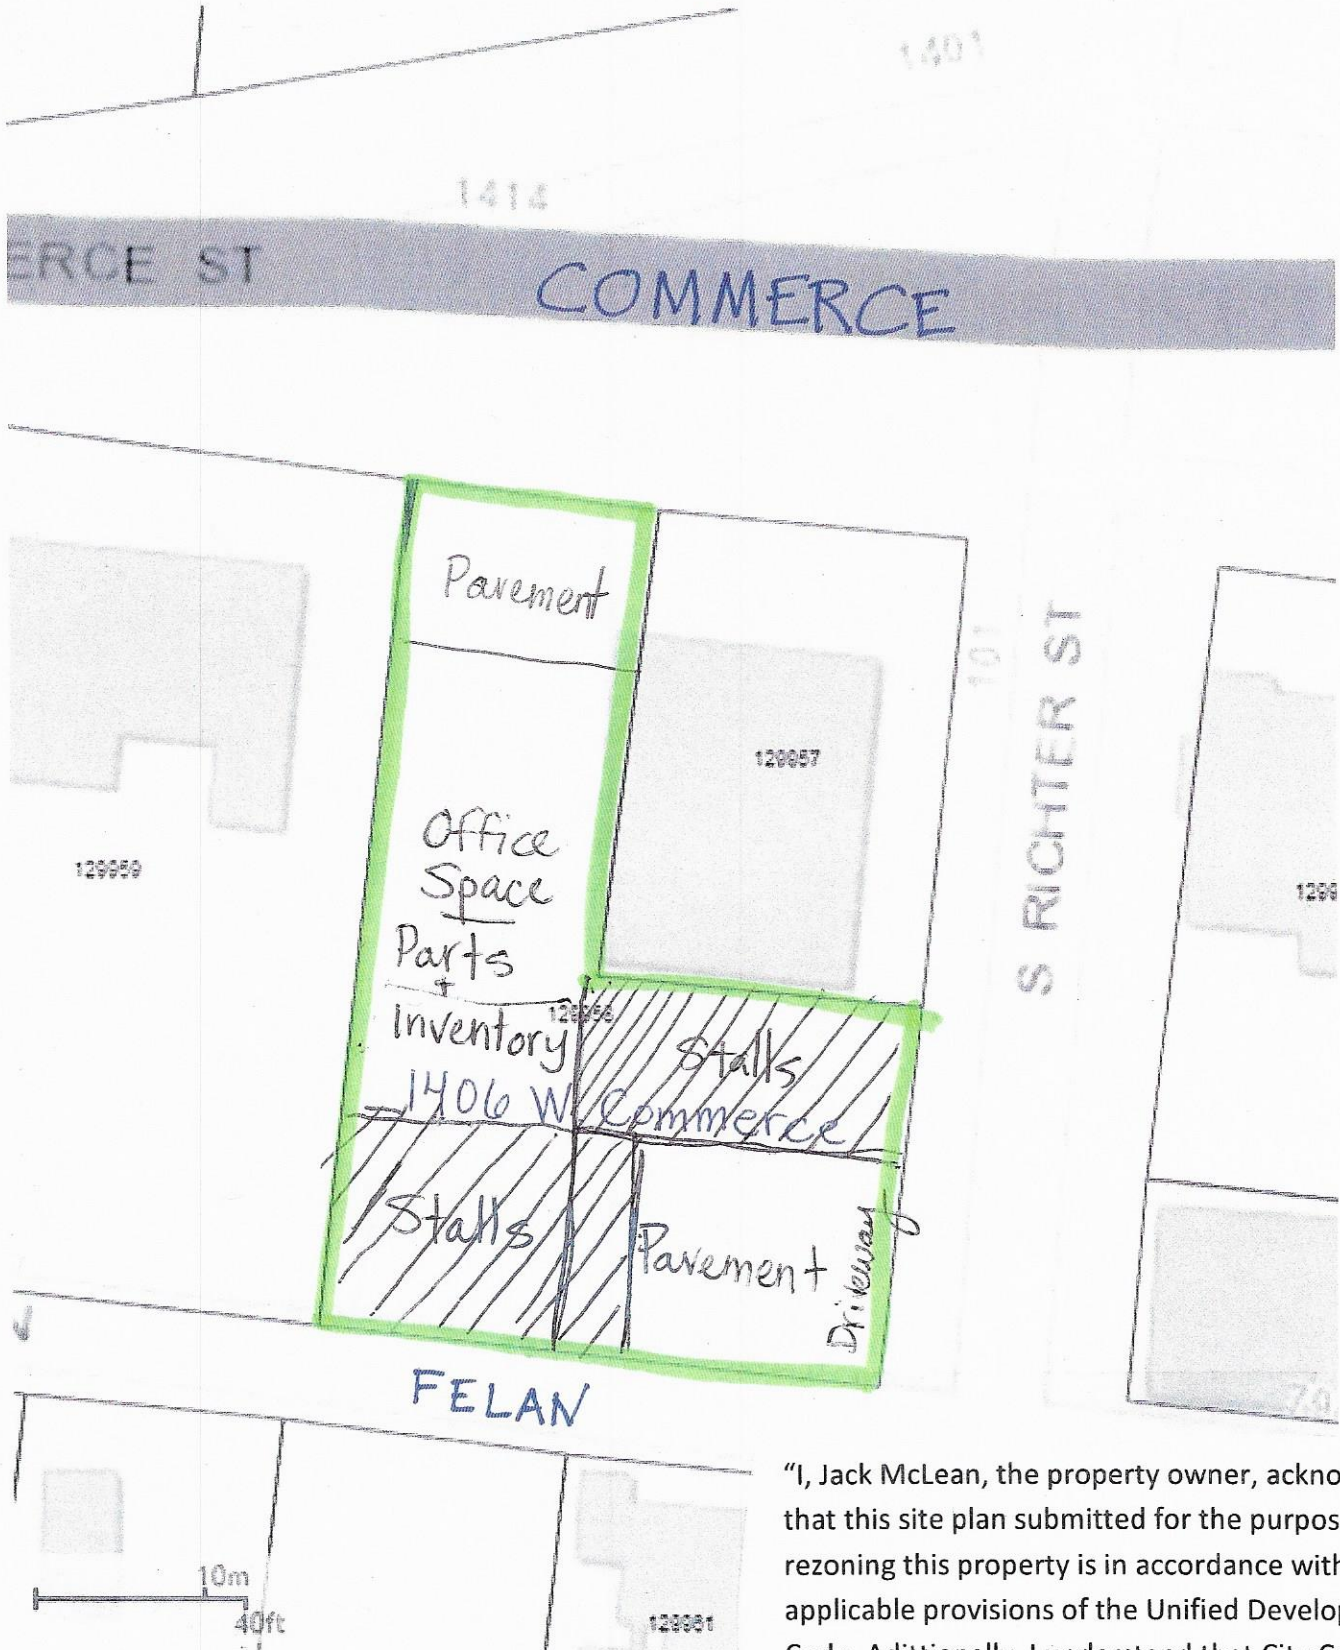 1401
1414
ERCE ST
COMMERCE
Pavement
101
S RICHTER ST
129957
Office
Space
Parts
+
Inventory
129959
Stalls
1406 W. Commerce
Stalls
Pavement
Driveway
FELAN
“I, Jack McLean, the property owner, ackno
that this site plan submitted for the purpos
rezoning this property is in accordance with
applicable provisions of the Unified Develop
10m
40ft
129981